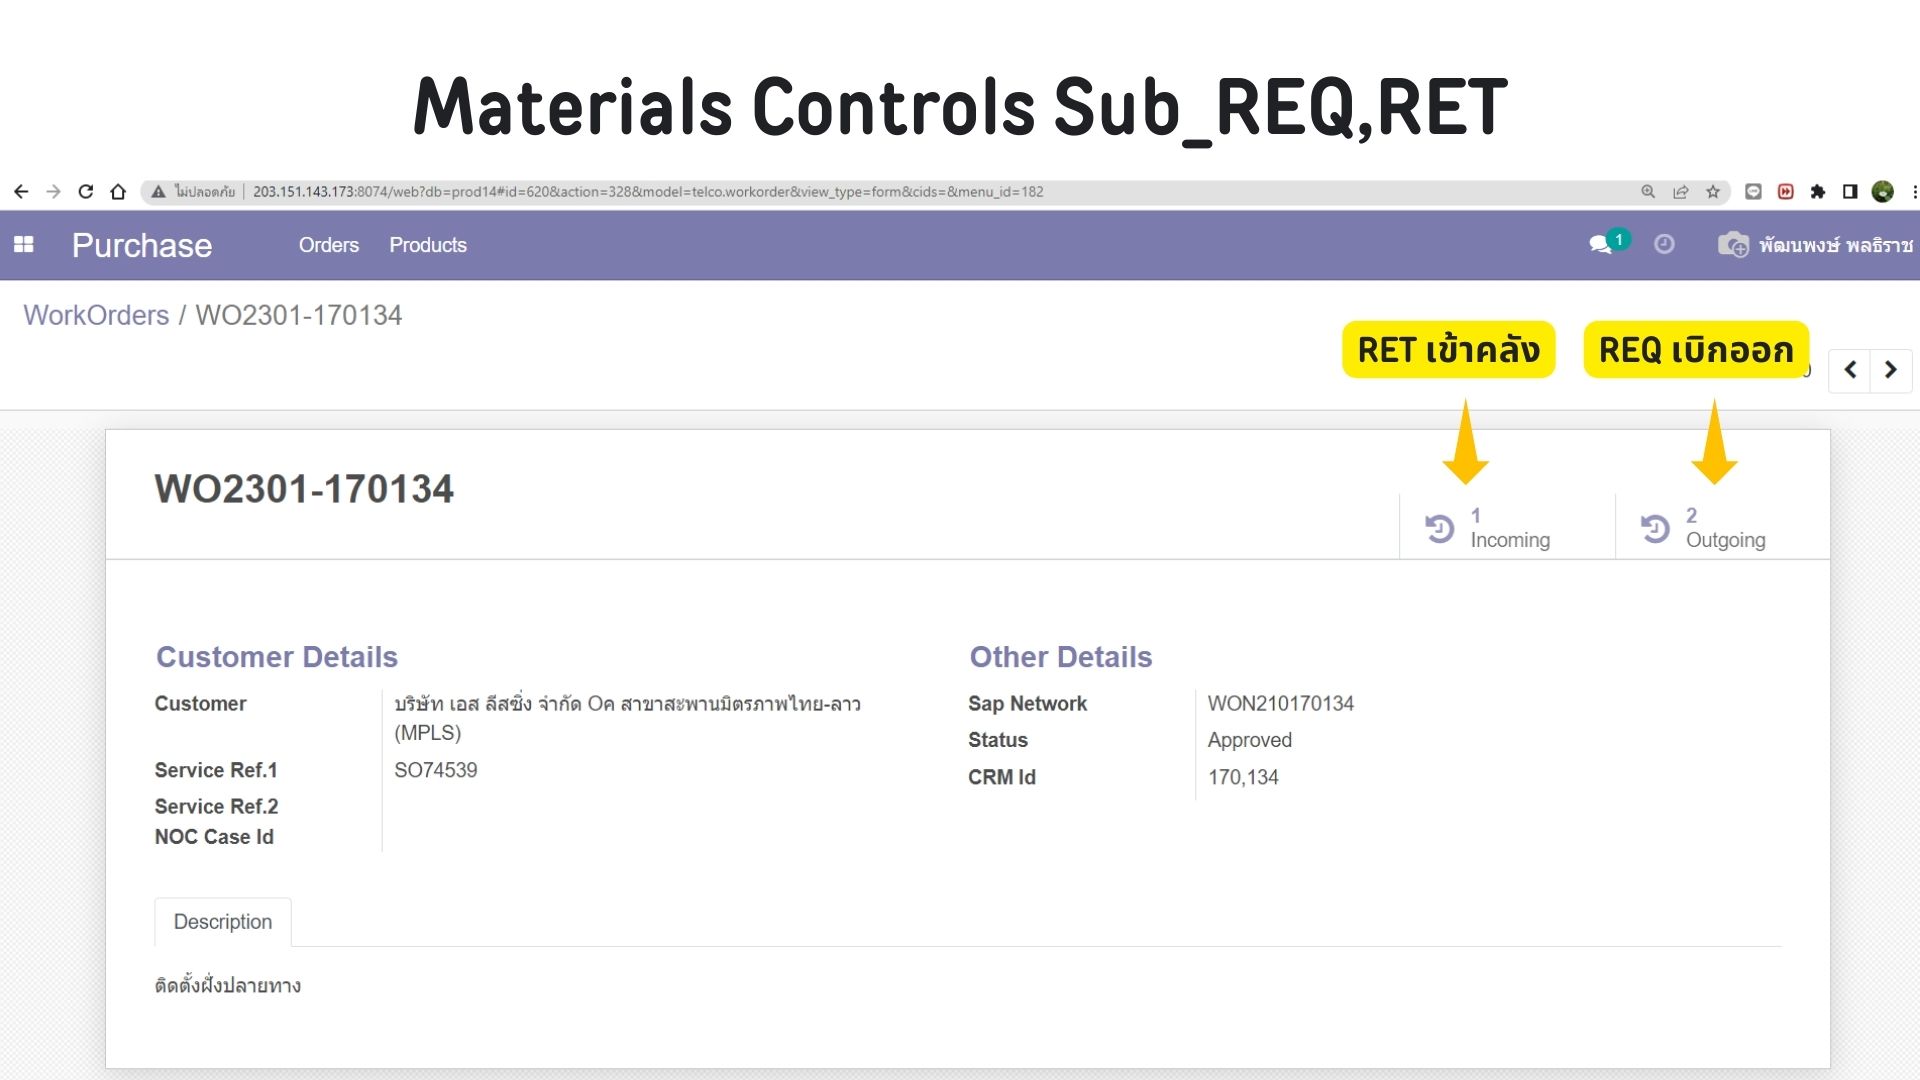 Materials Controls Sub_REQ,RET
ไม่ปลอดภัย | 203.151.143.173:8074/web?db=prod14#id=620&action=328&model=telco.workorder&view_type=form&cids=&menu_id=182
Purchase Orders Products 1 พัฒนพงษ์ พลธิราช
WorkOrders / WO2301-170134
RET เข้าคลัง REQ เบิกออก
WO2301-170134
1 Incoming
2 Outgoing
Customer Details
Customer บริษัท เอส ลีสซิ่ง จำกัด Oค สาขาสะพานมิตรภาพไทย-ลาว
(MPLS)
Service Ref.1 SO74539
Service Ref.2
NOC Case Id
Other Details
Sap Network WON210170134
Status Approved
CRM Id 170,134
Description
ติดตั้งฝั่งปลายทาง